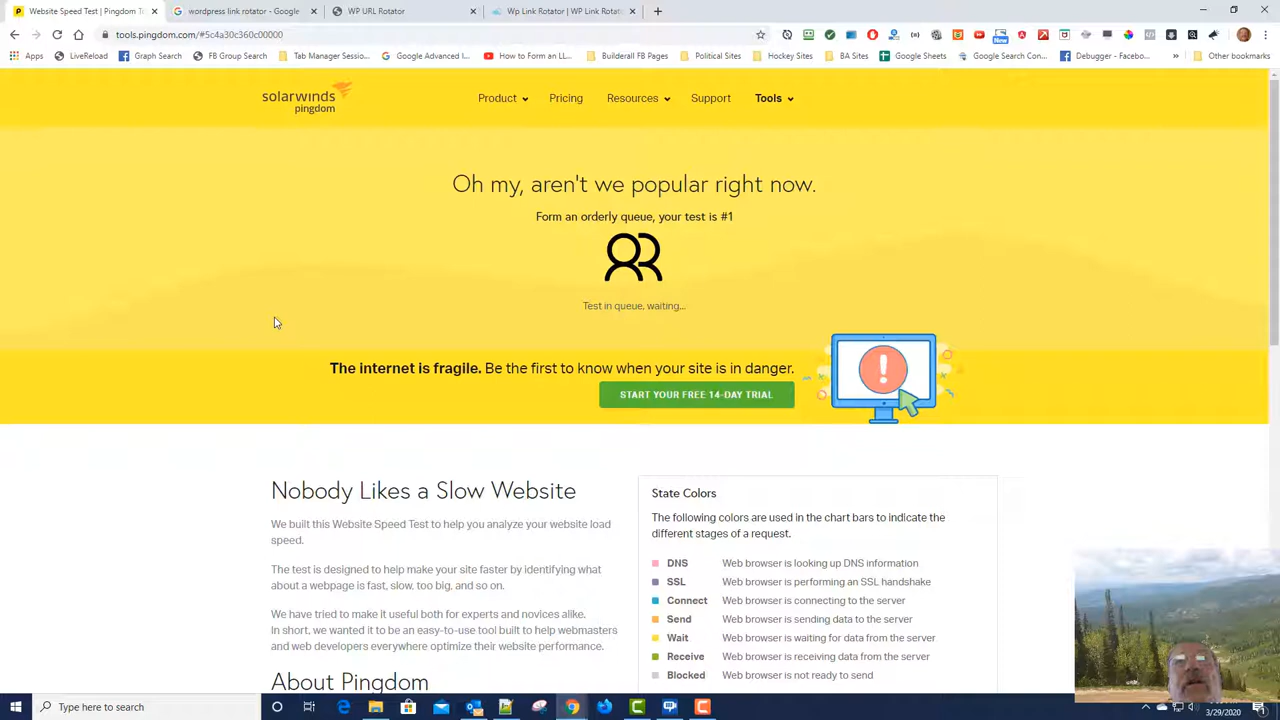 Website Speed Test | Pingdom T
wordpress link rotator - Google
WP URL Rotator
Wp Link Rotator | WP Link Rotat
tools.pingdom.com/#5c4a30c360c00000
Apps
LiveReload
Graph Search
FB Group Search
Tab Manager Session...
Google Advanced I...
How to Form an LL...
Builderall FB Pages
Political Sites
Hockey Sites
BA Sites
Google Sheets
Google Search Con...
Debugger - Facebo...
»
Other bookmarks
solarwinds
pingdom
Product
Pricing
Resources
Support
Tools
Oh my, aren't we popular right now.
Form an orderly queue, your test is #1
Test in queue, waiting...
The internet is fragile. Be the first to know when your site is in danger.
START YOUR FREE 14-DAY TRIAL
Nobody Likes a Slow Website
We built this Website Speed Test to help you analyze your website load
speed.
The test is designed to help make your site faster by identifying what
about a webpage is fast, slow, too big, and so on.
We have tried to make it useful both for experts and novices alike.
In short, we wanted it to be an easy-to-use tool built to help webmasters
and web developers everywhere optimize their website performance.
About Pingdom
State Colors
The following colors are used in the chart bars to indicate the
different stages of a request.
DNS Web browser is looking up DNS information
SSL Web browser is performing an SSL handshake
Connect Web browser is connecting to the server
Send Web browser is sending data to the server
Wait Web browser is waiting for data from the server
Receive Web browser is receiving data from the server
Blocked Web browser is not ready to send
Type here to search
3/29/2020